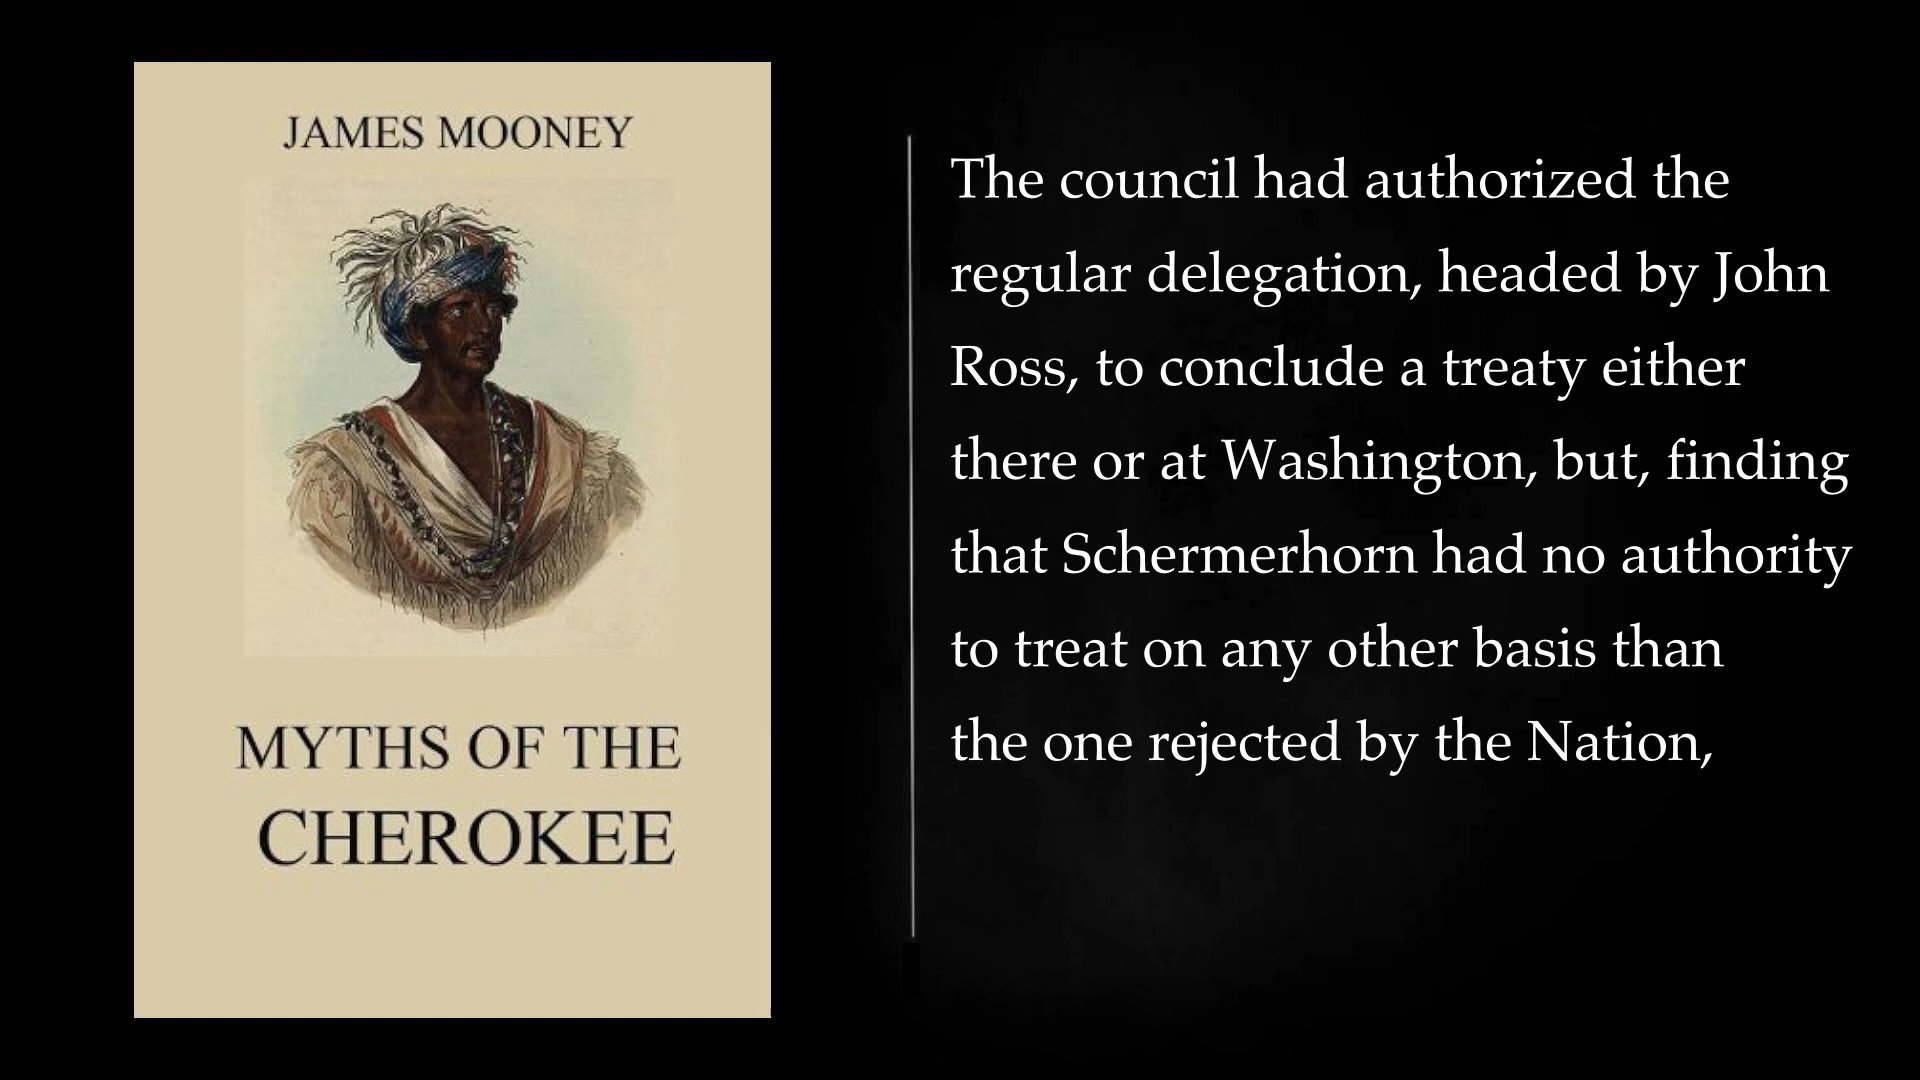 JAMES MOONEY
MYTHS OF THE
CHEROKEE
The council had authorized the
regular delegation, headed by John
Ross, to conclude a treaty either
there or at Washington, but, finding
that Schermerhorn had no authority
to treat on any other basis than
the one rejected by the Nation,